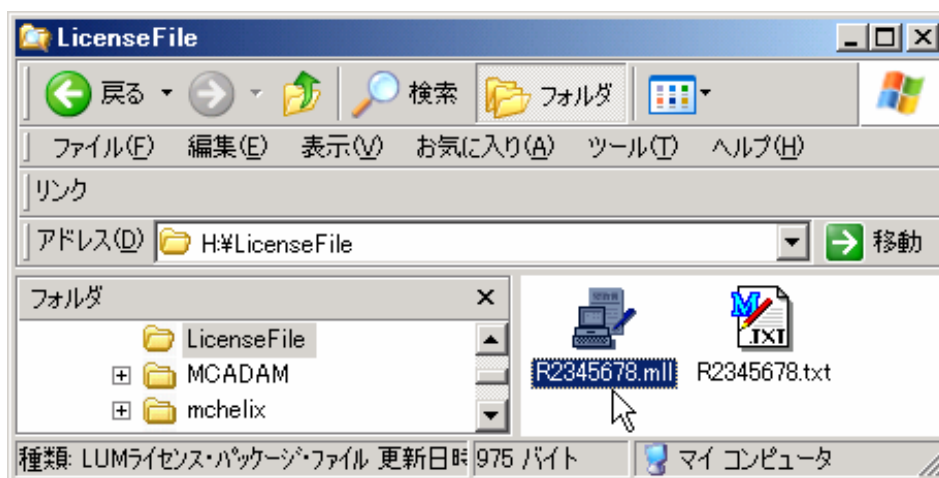 LicenseFile
戻る 検索 フォルダ
ファイル(F) 編集(E) 表示(V) お気に入り(A) ツール(T) ヘルプ(H)
リンク
アドレス(D) H:¥LicenseFile 移動
フォルダ
LicenseFile
MCADAM
mchelix
TXT
R2345678.mll R2345678.txt
種類: LUMライセンス・パッケージ・ファイル 更新日時 975 バイト マイ コンピュータ